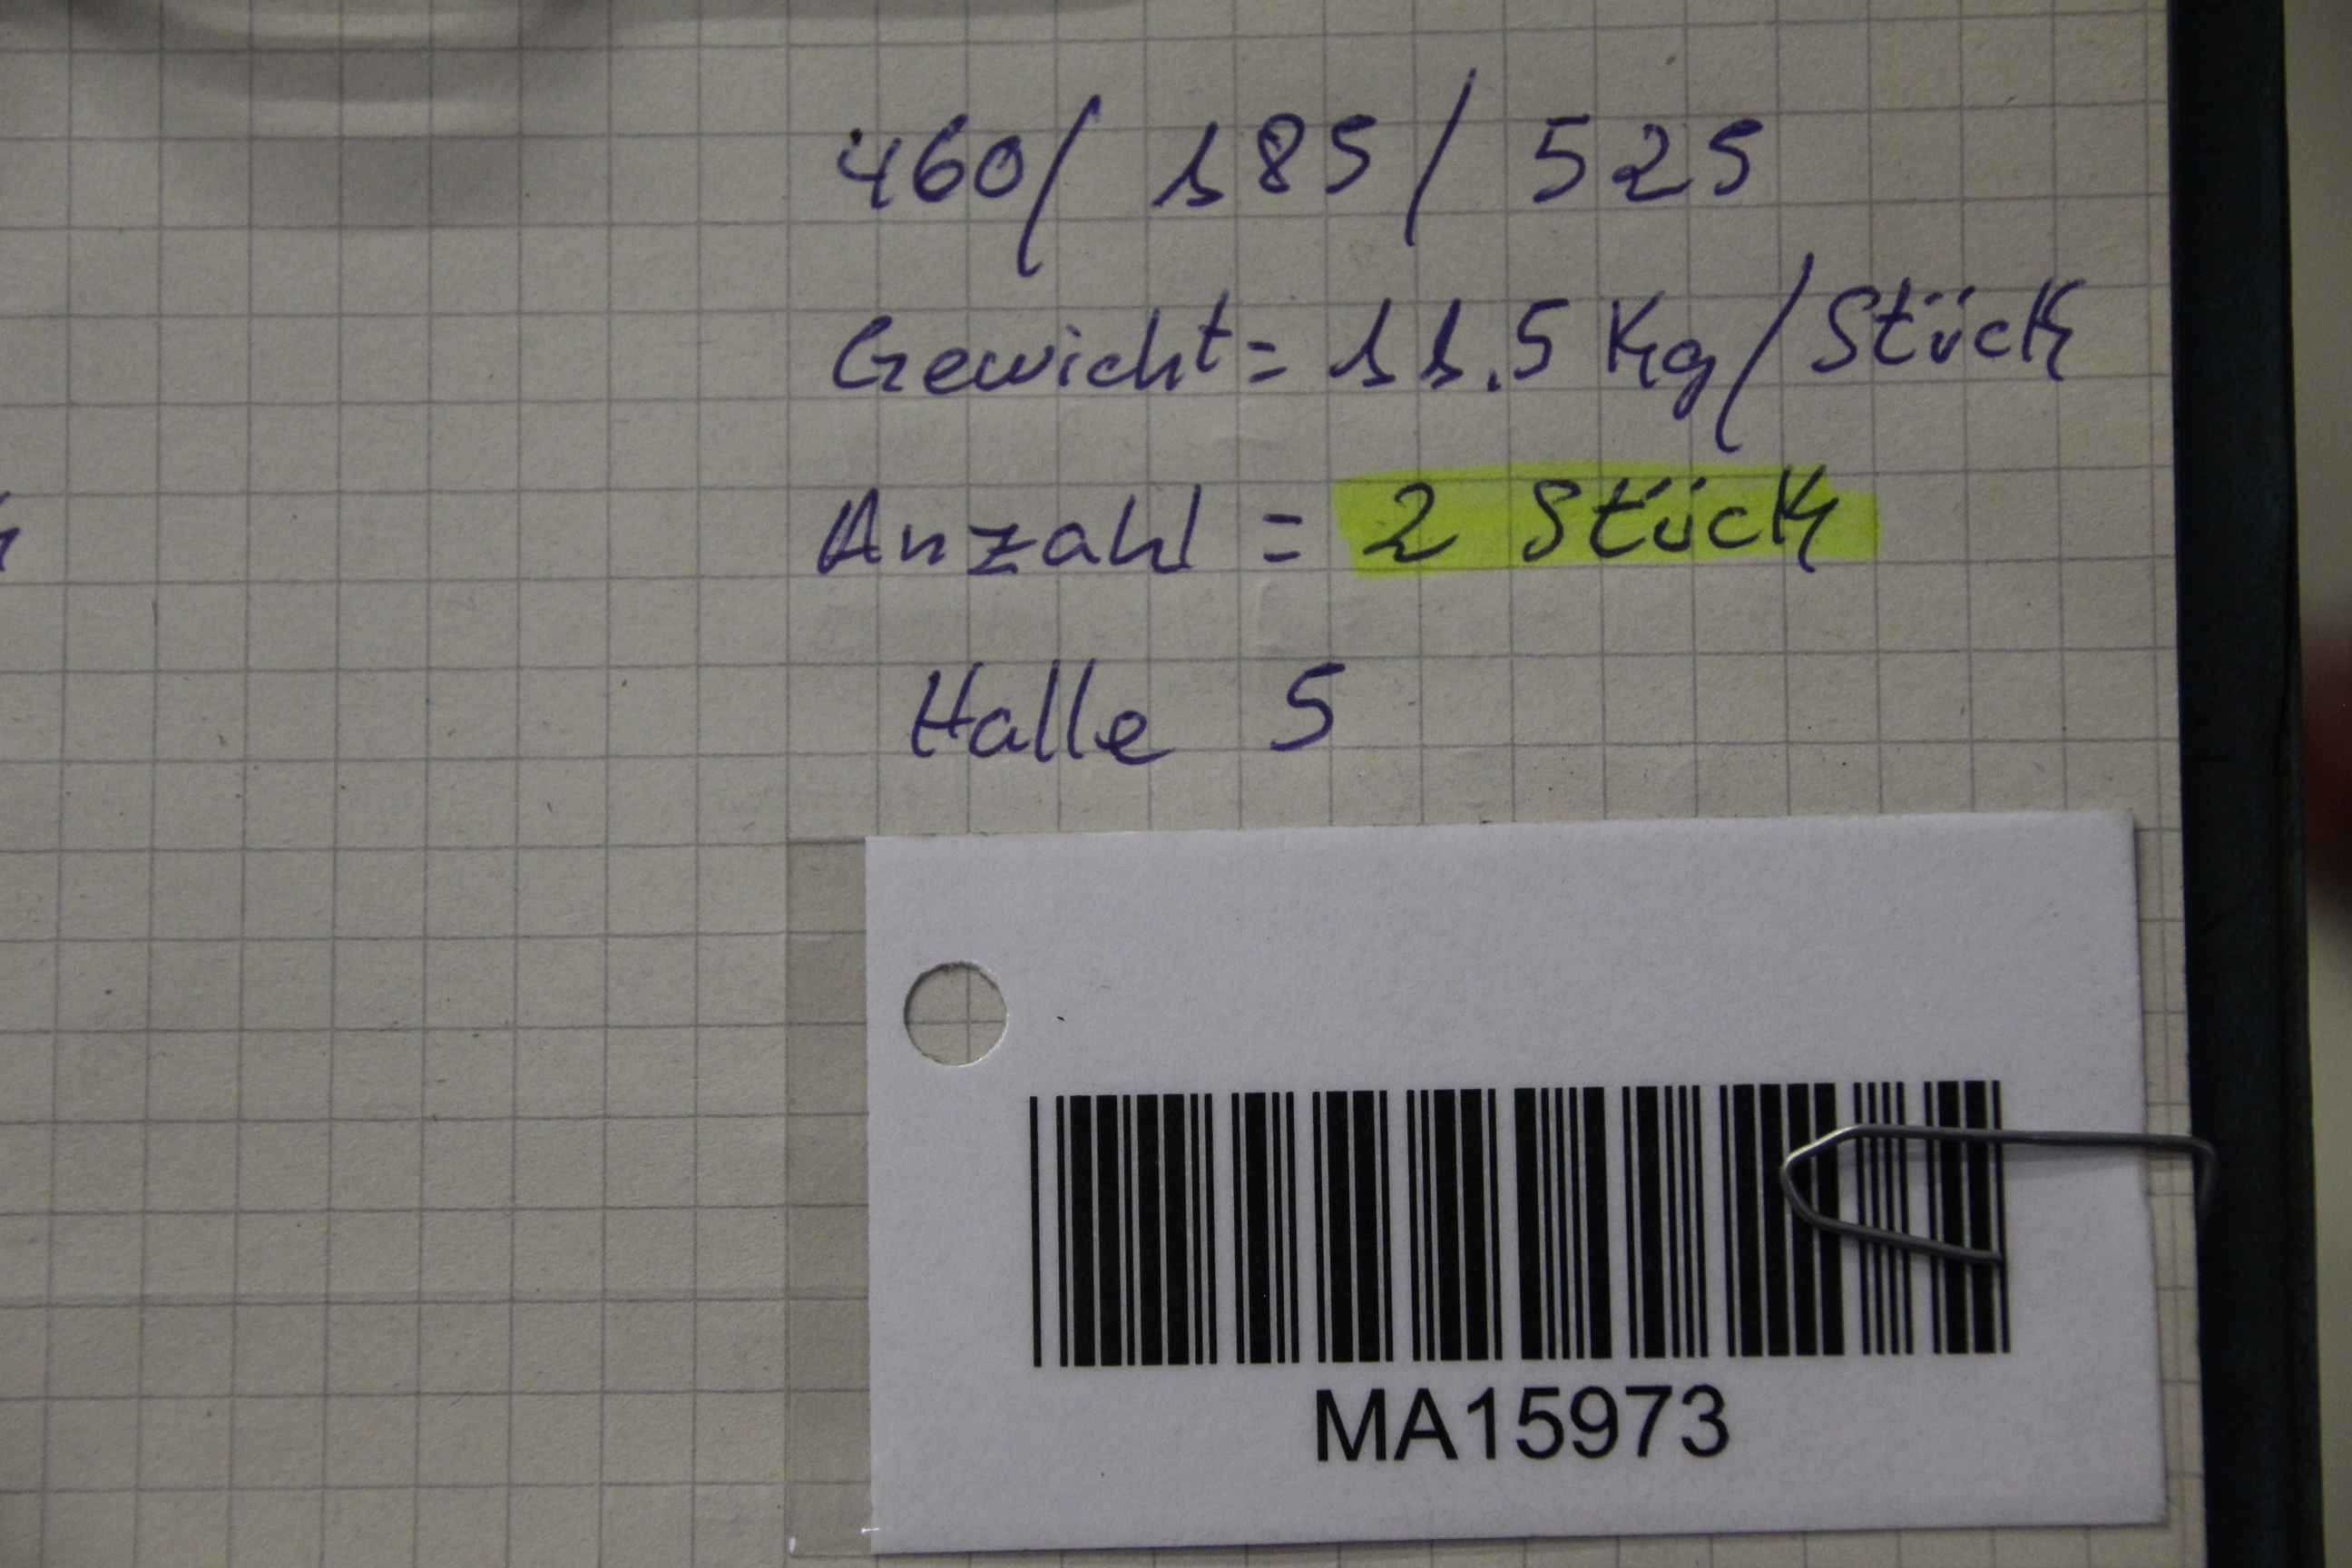 460/ 185/ 525
Gewicht= 11.5 Kg/Stück
Anzahl = 2 Stück
Halle 5
MA15973